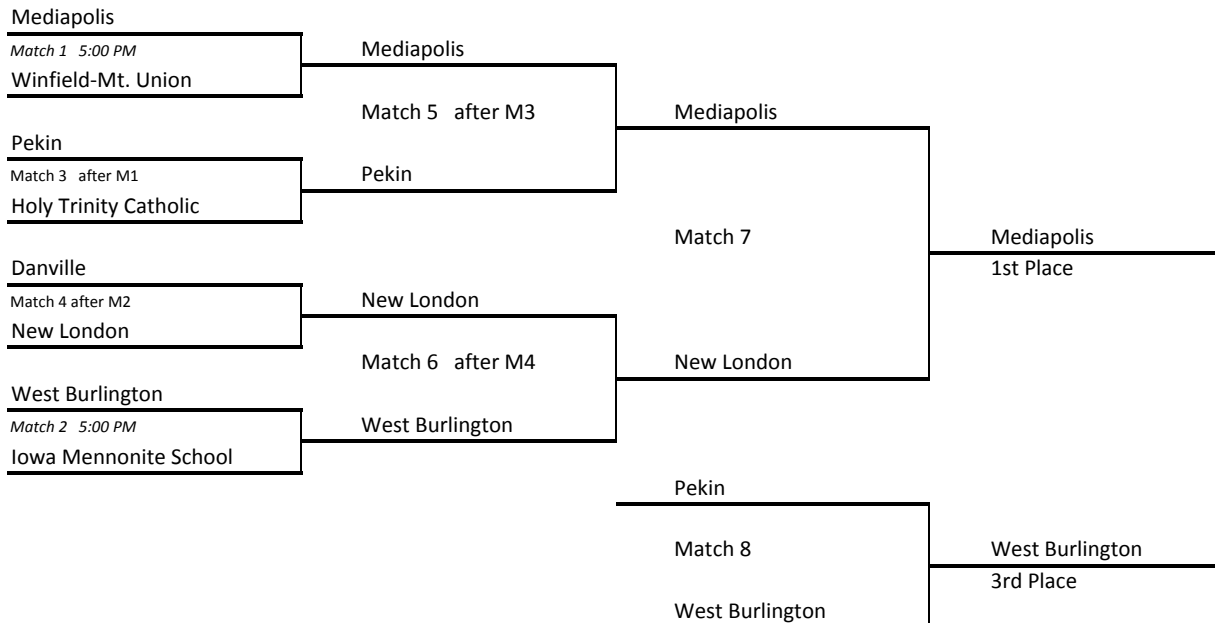 Mediapolis
Match 1 5:00 PM
Mediapolis
Winfield-Mt. Union
Match 5 after M3
Mediapolis
Pekin
Match 3 after M1
Pekin
Holy Trinity Catholic
Match 7
Mediapolis
Danville
1st Place
Match 4 after M2
New London
New London
Match 6 after M4
New London
West Burlington
Match 2 5:00 PM
West Burlington
Iowa Mennonite School
Pekin
Match 8
West Burlington
3rd Place
West Burlington